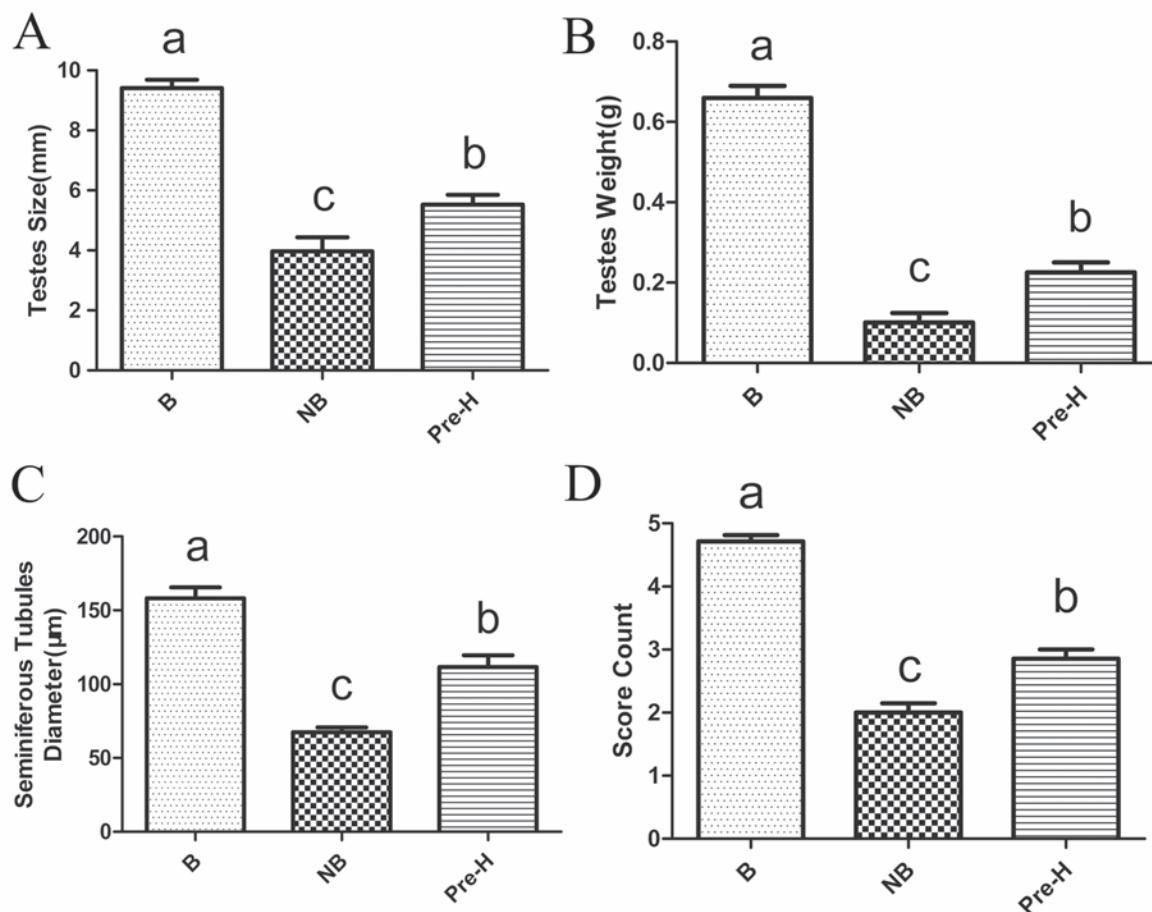 A
a
b
c
Testes Size(mm)
10
8
6
4
2
0
B
NB
Pre-H
B
a
b
c
Testes Weight(g)
0.8
0.6
0.4
0.2
0.0
B
NB
Pre-H
C
a
b
c
Seminiferous Tubules
Diameter(µm)
200
150
100
50
0
B
NB
Pre-H
D
a
b
c
Score Count
5
4
3
2
1
0
B
NB
Pre-H